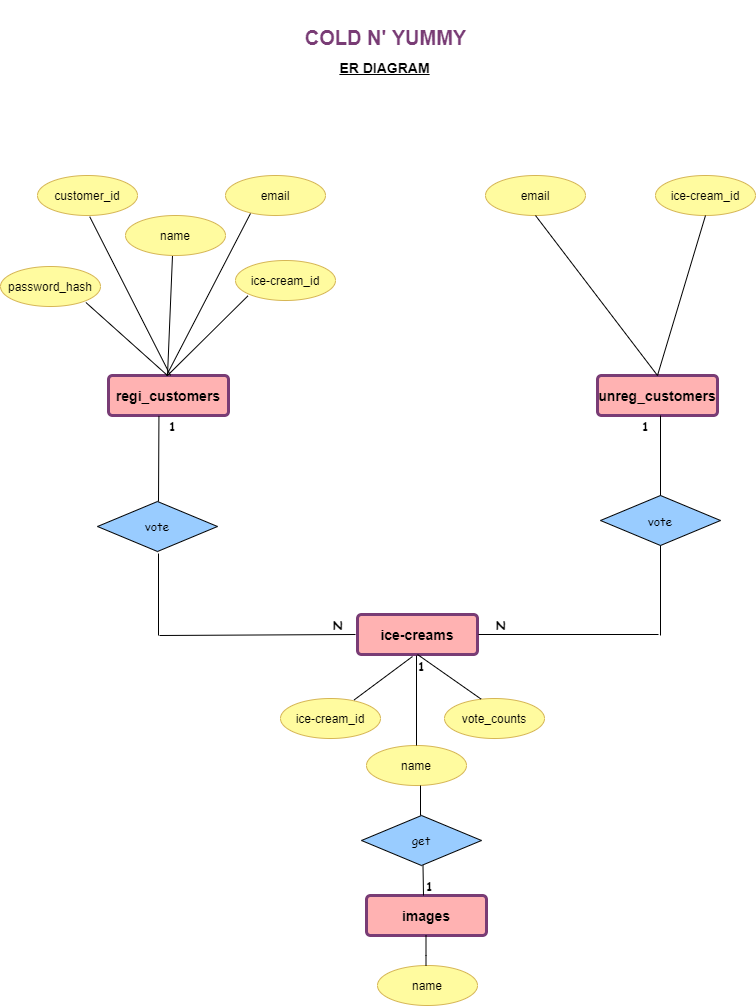 COLD N' YUMMY
ER DIAGRAM
customer_id
email
email
ice-cream_id
name
password_hash
ice-cream_id
regi_customers
unreg_customers
1
1
vote
vote
N
N
ice-creams
1
ice-cream_id
vote_counts
name
get
1
images
name